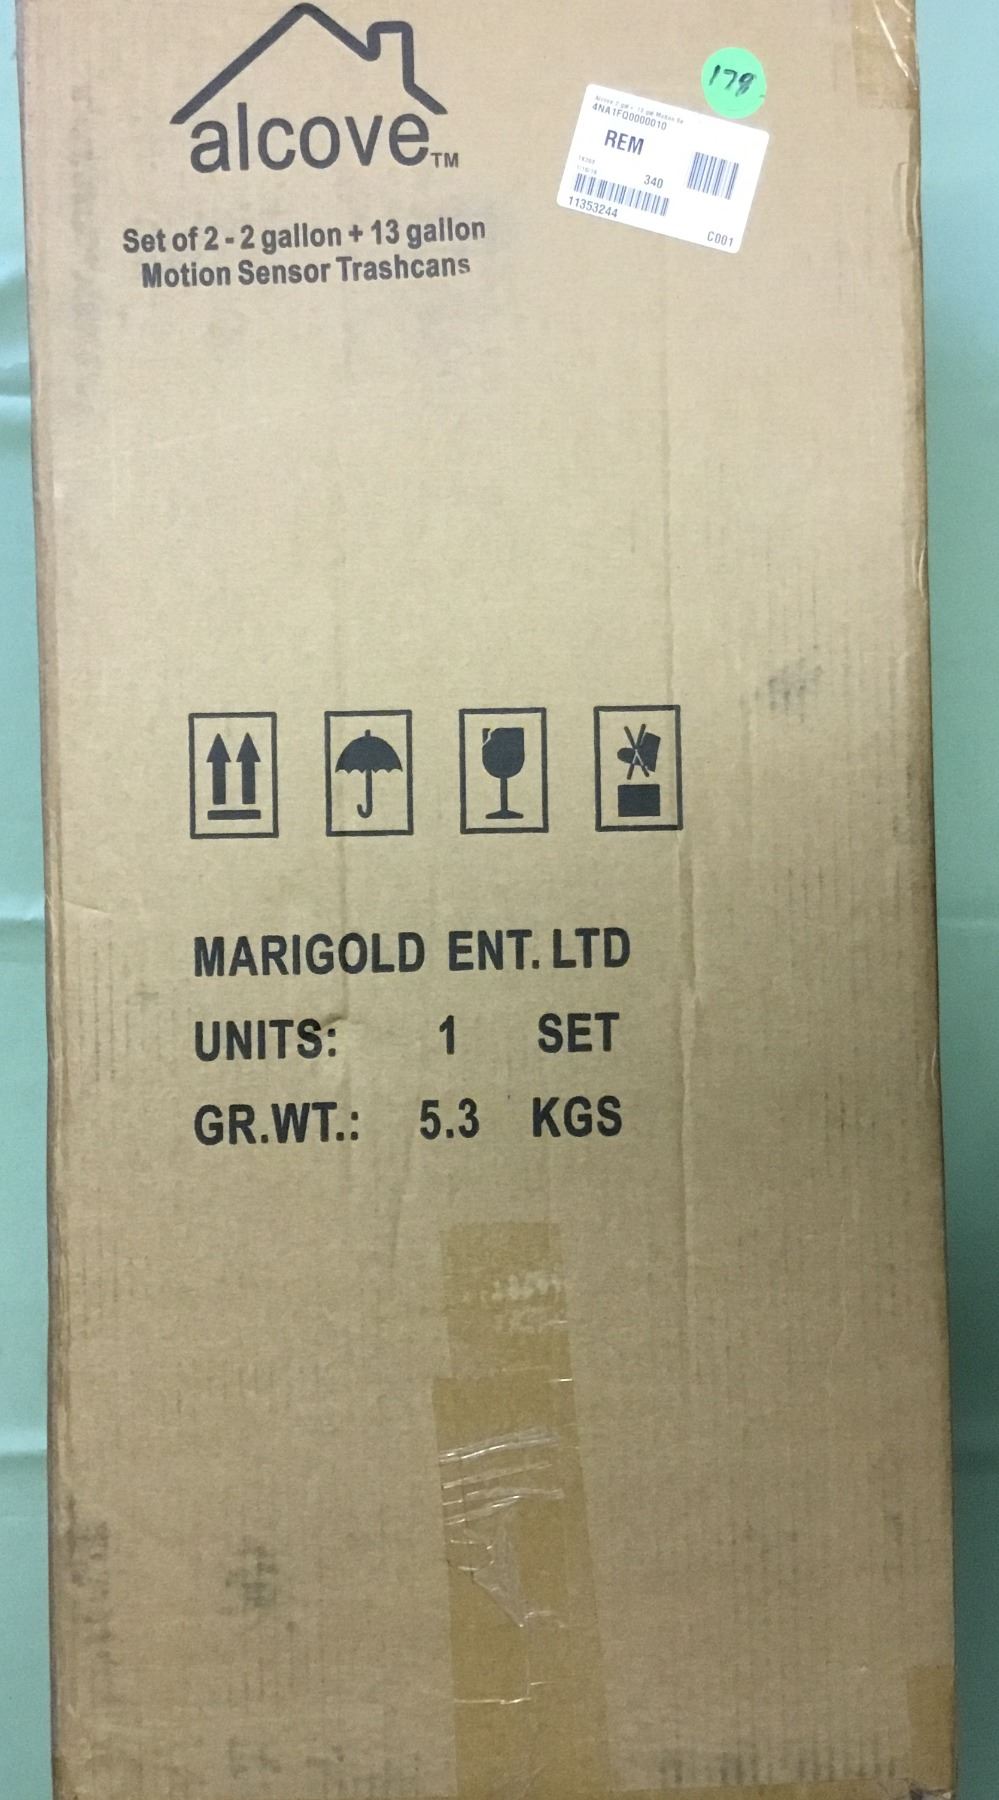 alcove™
Set of 2 - 2 gallon + 13 gallon
Motion Sensor Trashcans
178
4NA1FQ0000010
REM
340
11353244
C001
MARIGOLD ENT. LTD
UNITS: 1 SET
GR.WT.: 5.3 KGS